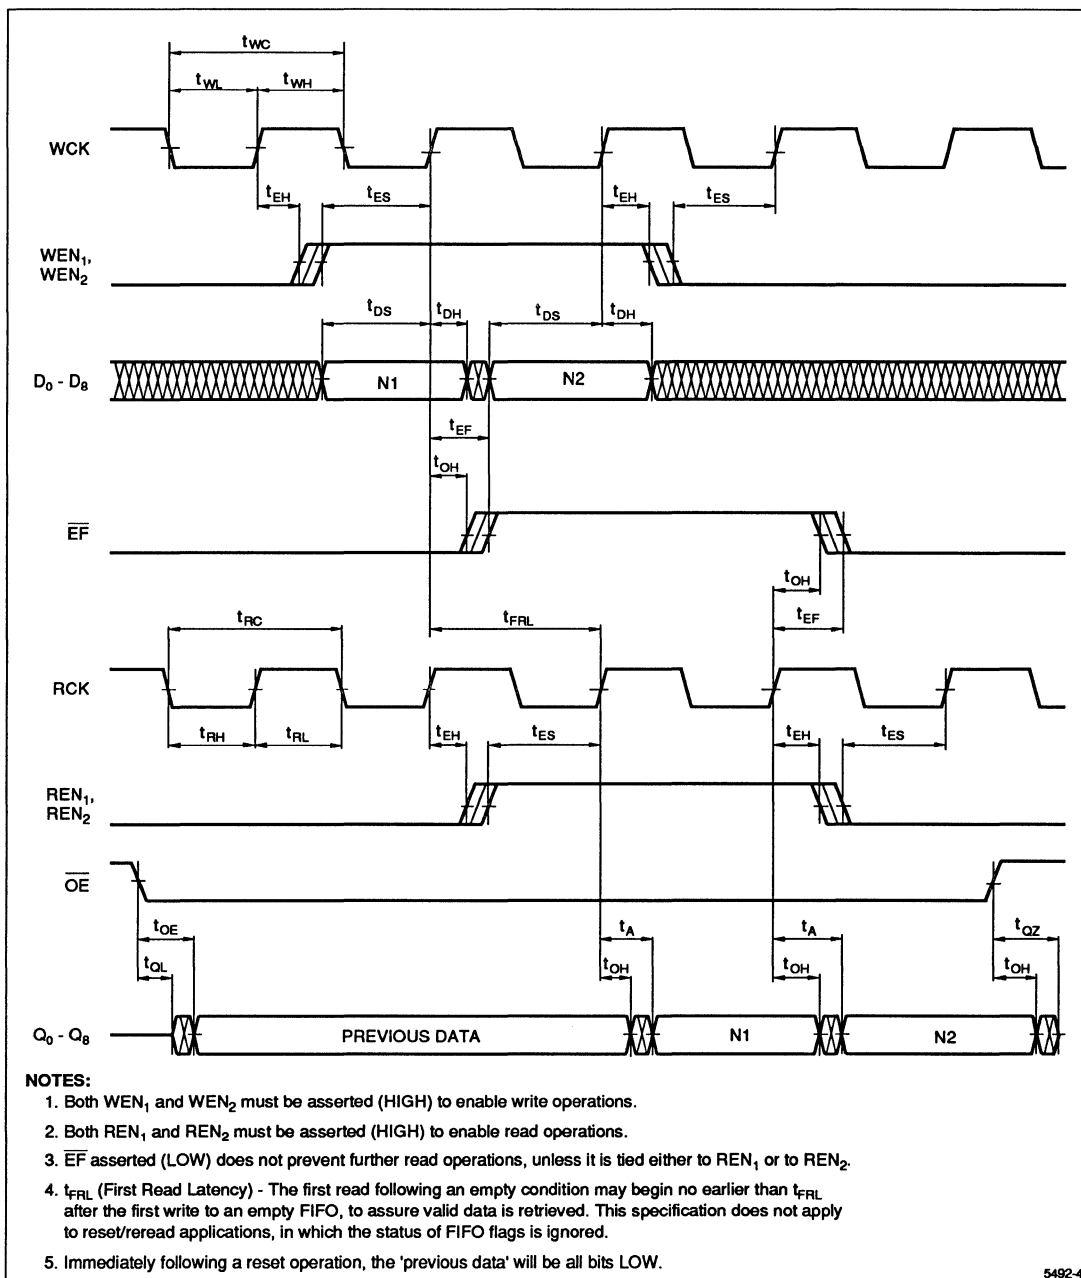 tWC
tWL tWH
WCK
tEH tES tEH tES
WEN1,
WEN2
tDS tDH tDS tDH
D0 - D8 N1 N2
tEF
tOH
EF
tOH
tRC tFRL tEF
RCK
tRH tRL tEH tES tEH tES
REN1,
REN2
OE
tOE tA tA tQZ
tQL tOH tOH tOH
Q0 - Q8 PREVIOUS DATA N1 N2
NOTES:
1. Both WEN1 and WEN2 must be asserted (HIGH) to enable write operations.
2. Both REN1 and REN2 must be asserted (HIGH) to enable read operations.
3. EF asserted (LOW) does not prevent further read operations, unless it is tied either to REN1 or to REN2.
4. tFRL (First Read Latency) - The first read following an empty condition may begin no earlier than tFRL
after the first write to an empty FIFO, to assure valid data is retrieved. This specification does not apply
to reset/reread applications, in which the status of FIFO flags is ignored.
5. Immediately following a reset operation, the 'previous data' will be all bits LOW.
5492-4